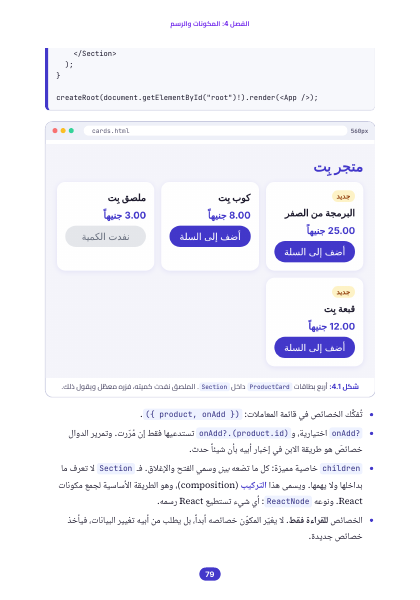 الفصل 4: المكونات والرسم
</Section>
);
}
createRoot(document.getElementById("root")!).render(<App />);
cards.html
560px
متجر بِت
جديد
البرمجة من الصفر
25.00 جنيهاً
أضف إلى السلة
كوب بِت
8.00 جنيهاً
أضف إلى السلة
ملصق بِت
3.00 جنيهاً
نفدت الكمية
جديد
قبعة بِت
12.00 جنيهاً
أضف إلى السلة
شكل 4.1: أربع بطاقات ProductCard داخل Section. الملصق نفدت كميته، فزره معطّل ويقول ذلك.
• تُفكَّك الخصائص في قائمة المعاملات: ({ product, onAdd }).
• onAdd? اختيارية، و onAdd?.(product.id) تستدعيها فقط إن مُرّرت. وتمرير الدوال
خصائصَ هو طريقة الابن في إخبار أبيه بأن شيئاً حدث.
• children خاصية مميزة: كل ما تضعه بين وسمي الفتح والإغلاق. فـ Section لا تعرف ما
بداخلها ولا يهمها. ويسمى هذا التركيب (composition)، وهو الطريقة الأساسية لجمع مكونات
React. ونوعه ReactNode: أي شيء تستطيع React رسمه.
• الخصائص للقراءة فقط. لا يغيّر المكوّن خصائصه أبداً، بل يطلب من أبيه تغيير البيانات، فيأخذ
خصائص جديدة.
79